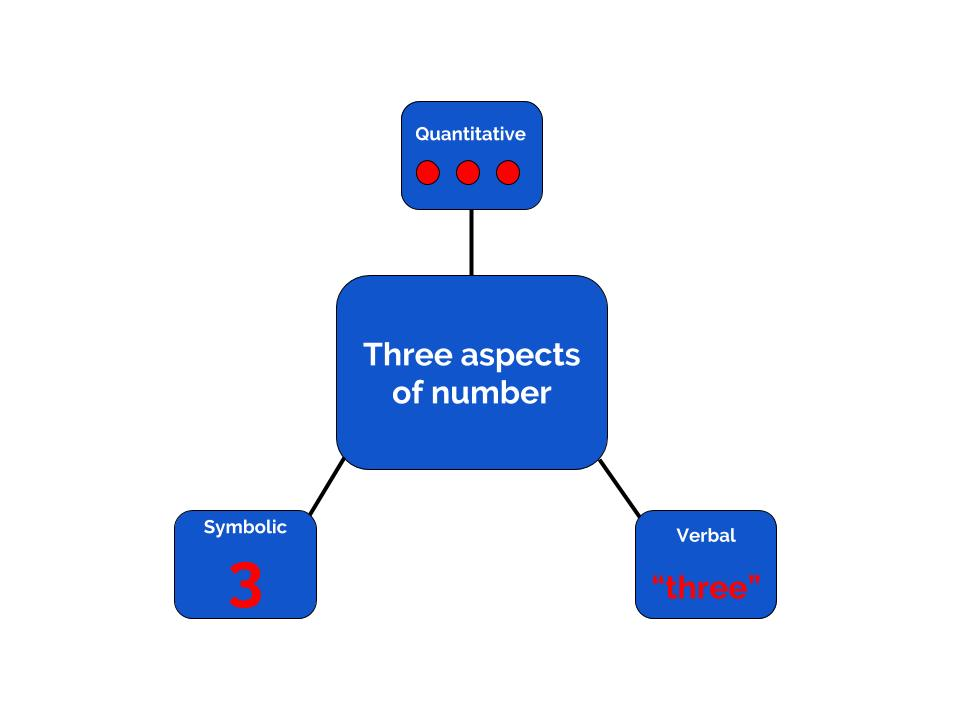 Quantitative
Three aspects
of number
Symbolic
3
Verbal
“three”